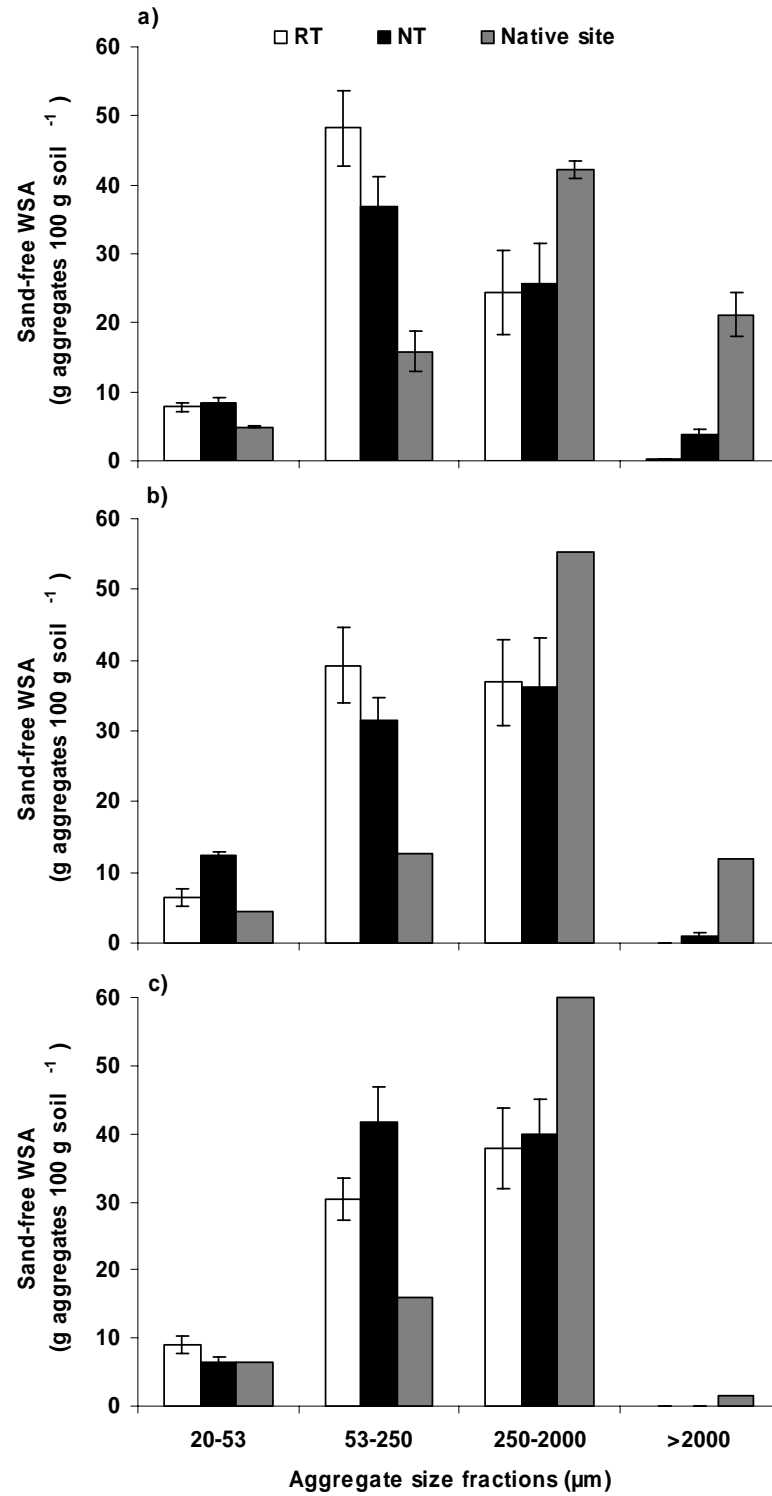 a)
RT NT Native site
60
50
40
30
20
10
0
Sand-free WSA
(g aggregates 100 g soil -1)
b)
60
50
40
30
20
10
0
Sand-free WSA
(g aggregates 100 g soil -1)
c)
60
50
40
30
20
10
0
Sand-free WSA
(g aggregates 100 g soil -1)
20-53 53-250 250-2000 >2000
Aggregate size fractions (µm)